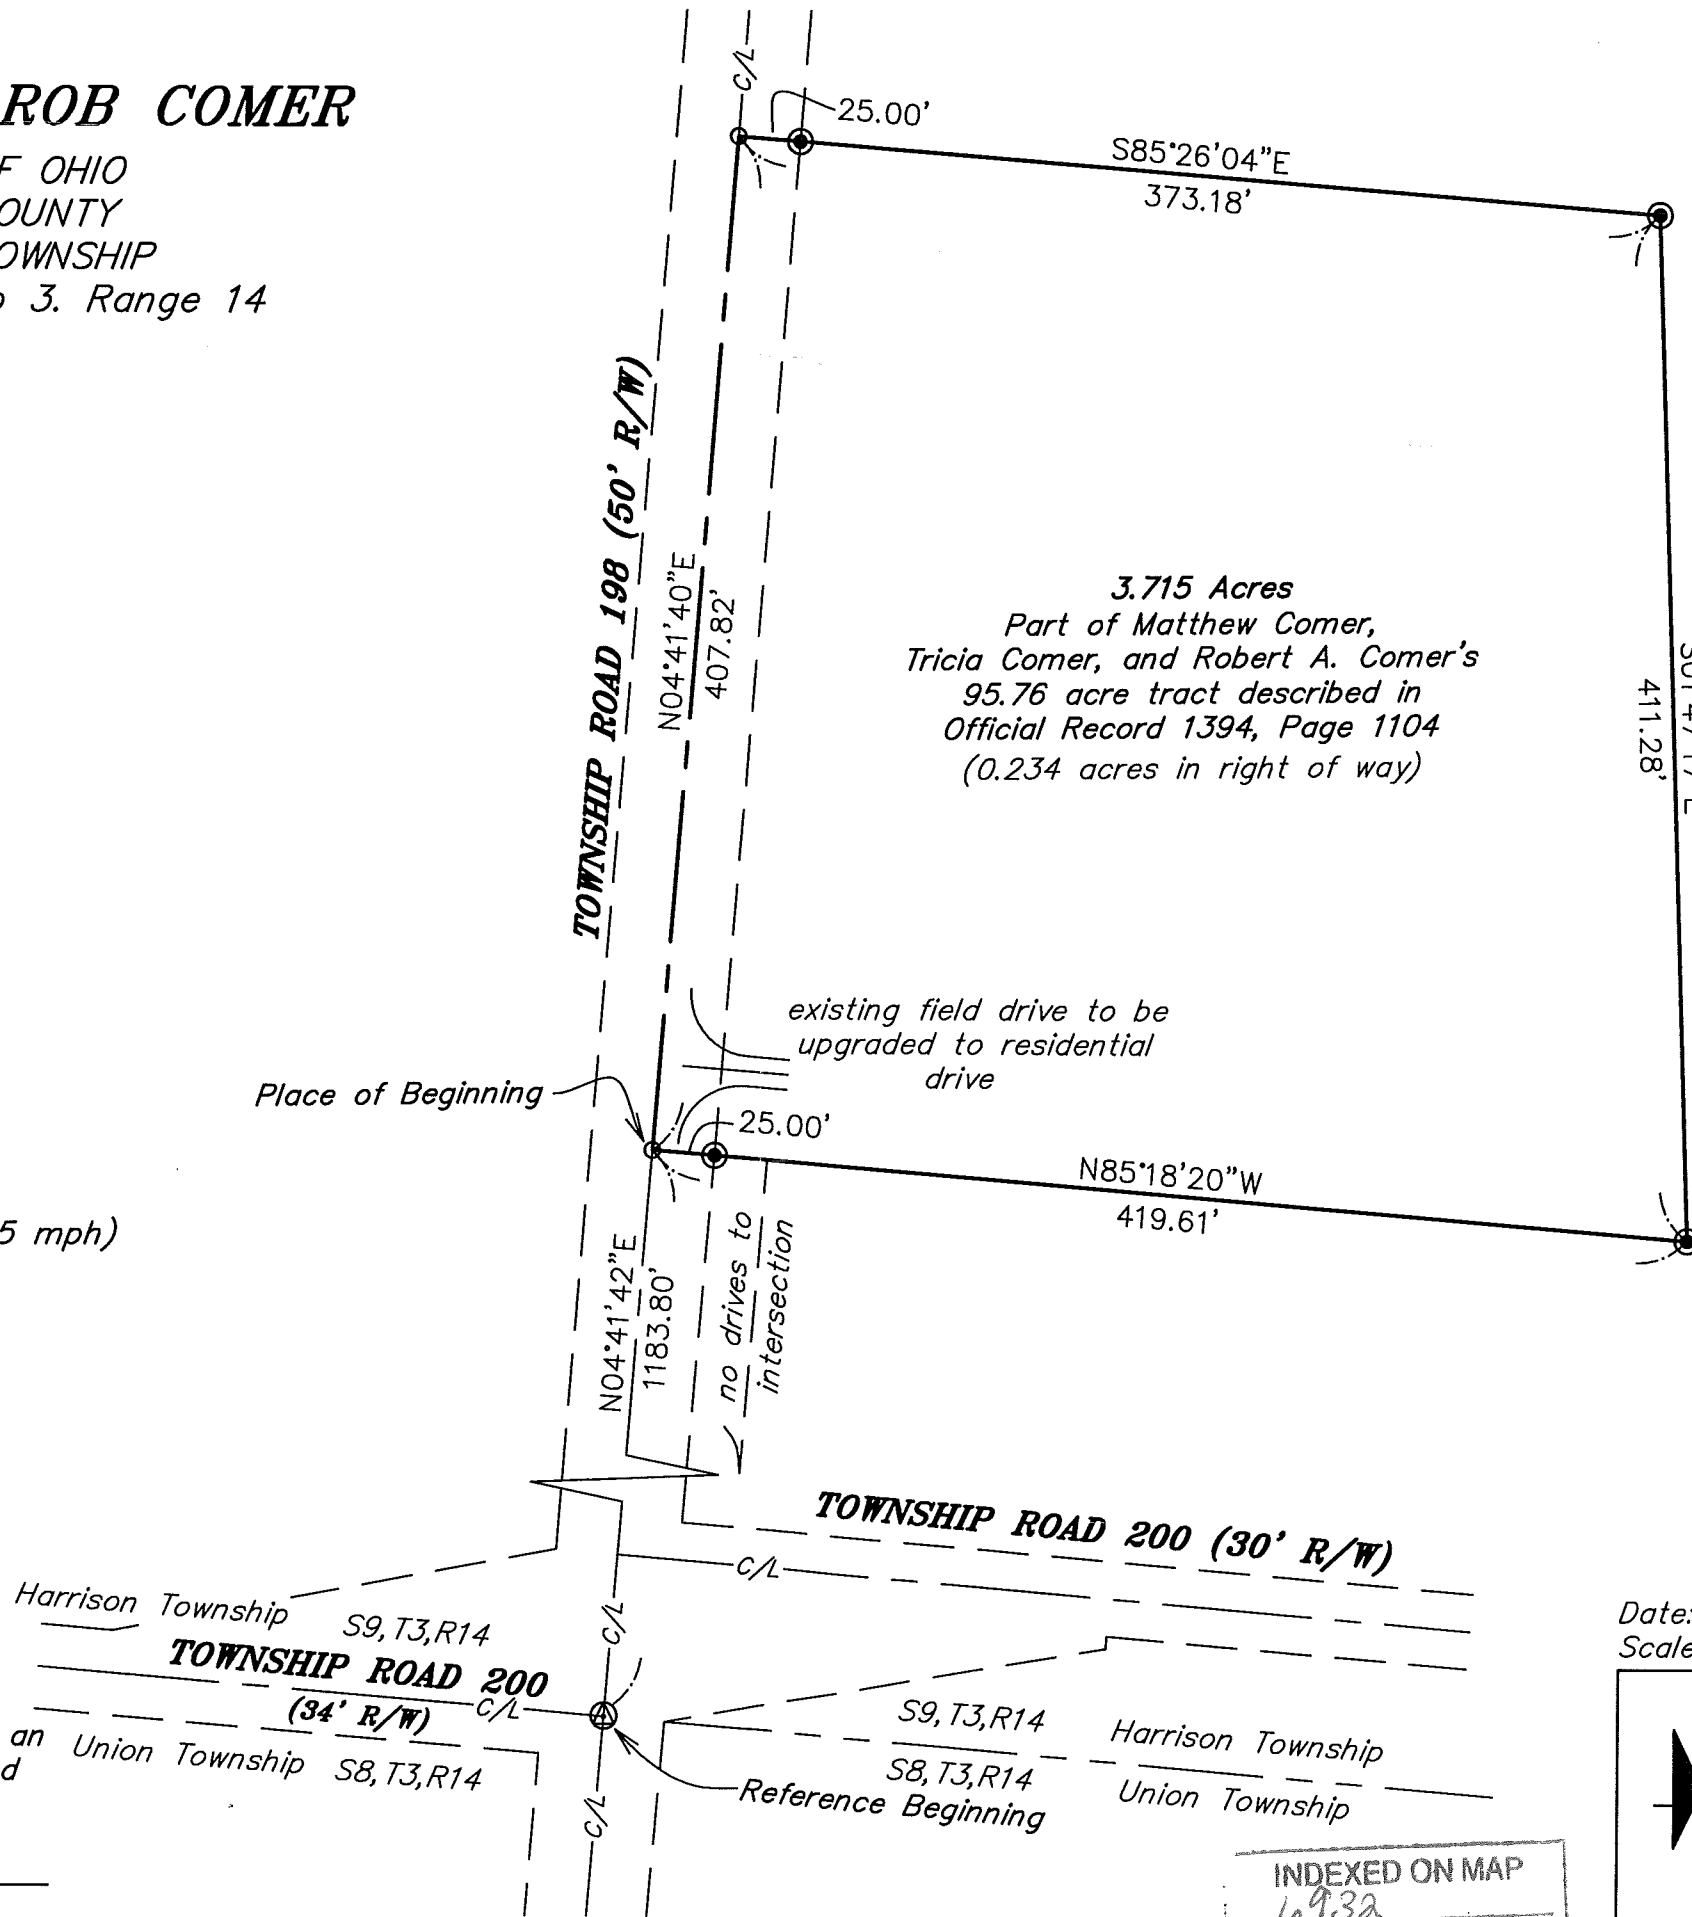 ROB COMER
F OHIO
OUNTY
OWNSHIP
3. Range 14
C/L
25.00'
S85°26'04"E
373.18'
TOWNSHIP ROAD 198 (50' R/W)
N04°41'40"E
407.82'
3.715 Acres
Part of Matthew Comer,
Tricia Comer, and Robert A. Comer's
95.76 acre tract described in
Official Record 1394, Page 1104
(0.234 acres in right of way)
411.28'
existing field drive to be
upgraded to residential
drive
Place of Beginning
25.00'
N85°18'20"W
419.61'
5 mph)
N04°41'42"E
1183.80'
no drives to
intersection
TOWNSHIP ROAD 200 (30' R/W)
C/L
Harrison Township
S9,T3,R14
C/L
TOWNSHIP ROAD 200
(34' R/W)
C/L
an
d
Union Township
S8,T3,R14
S9,T3,R14
Harrison Township
S8,T3,R14
Union Township
Reference Beginning
C/L
Date:
Scale
INDEXED ON MAP